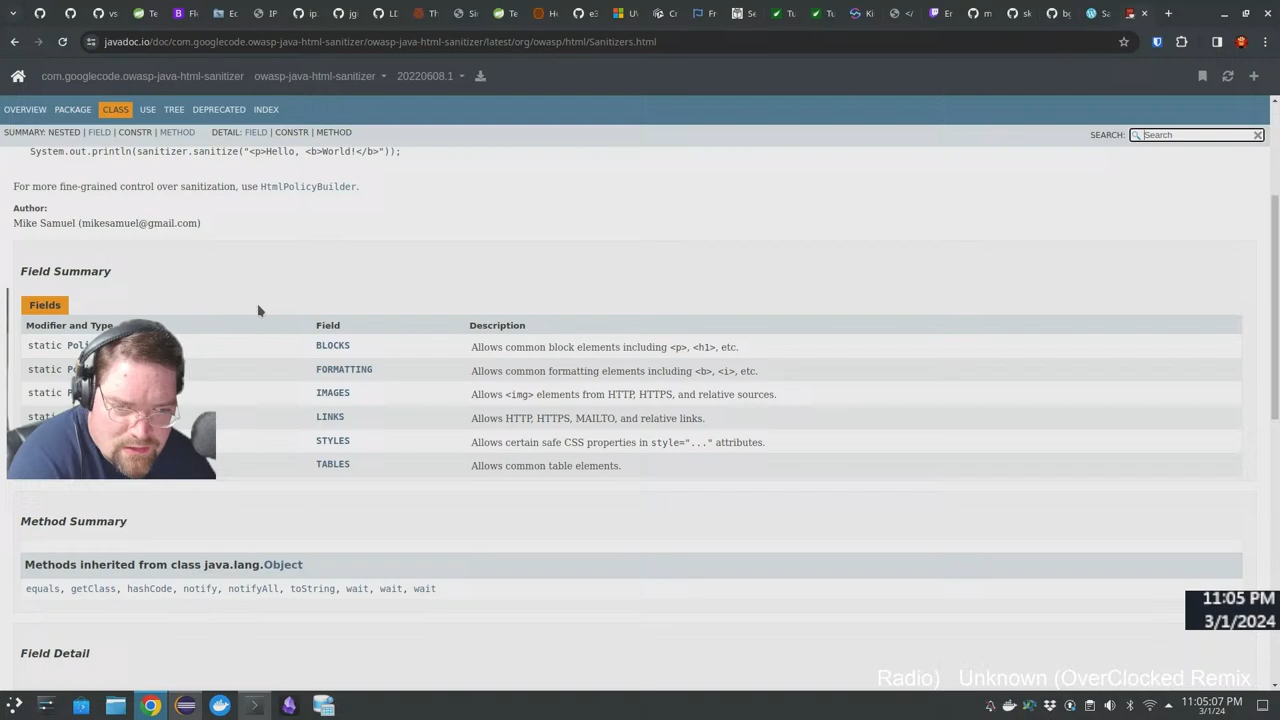 javadoc.io/doc/com.googlecode.owasp-java-html-sanitizer/owasp-java-html-sanitizer/latest/org/owasp/html/Sanitizers.html
com.googlecode.owasp-java-html-sanitizer owasp-java-html-sanitizer 20220608.1
OVERVIEW PACKAGE CLASS USE TREE DEPRECATED INDEX
SUMMARY: NESTED | FIELD | CONSTR | METHOD DETAIL: FIELD | CONSTR | METHOD SEARCH: Search
System.out.println(sanitizer.sanitize("<p>Hello, <b>World!</b>"));
For more fine-grained control over sanitization, use HtmlPolicyBuilder.
Author:
Mike Samuel (mikesamuel@gmail.com)
Field Summary
Fields
Modifier and Type Field Description
static BLOCKS Allows common block elements including <p>, <h1>, etc.
static FORMATTING Allows common formatting elements including <b>, <i>, etc.
static IMAGES Allows <img> elements from HTTP, HTTPS, and relative sources.
LINKS Allows HTTP, HTTPS, MAILTO, and relative links.
STYLES Allows certain safe CSS properties in style="..." attributes.
TABLES Allows common table elements.
Method Summary
Methods inherited from class java.lang.Object
equals, getClass, hashCode, notify, notifyAll, toString, wait, wait, wait
11:05 PM
3/1/2024
Field Detail
Radio) Unknown (OverClocked Remix
11:05:07 PM
3/1/24